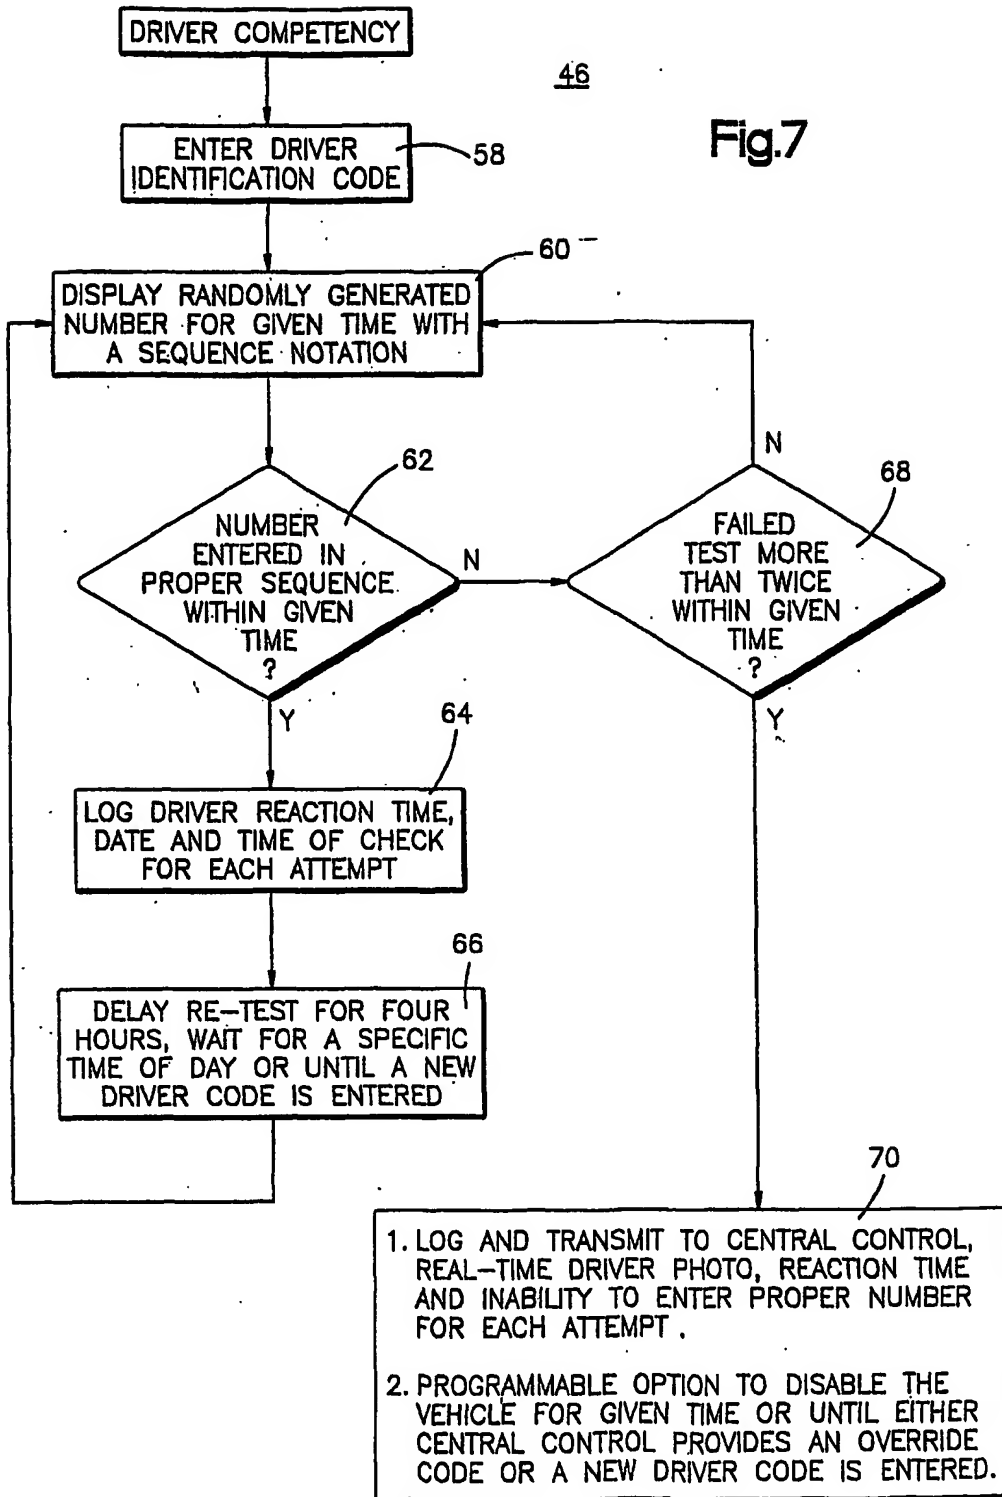 DRIVER COMPETENCY
46
Fig.7
ENTER DRIVER
IDENTIFICATION CODE
58
60
DISPLAY RANDOMLY GENERATED
NUMBER FOR GIVEN TIME WITH
A SEQUENCE NOTATION
62
NUMBER
ENTERED IN
PROPER SEQUENCE
WITHIN GIVEN
TIME
?
N
Y
68
FAILED
TEST MORE
THAN TWICE
WITHIN GIVEN
TIME
?
N
Y
64
LOG DRIVER REACTION TIME,
DATE AND TIME OF CHECK
FOR EACH ATTEMPT
66
DELAY RE-TEST FOR FOUR
HOURS, WAIT FOR A SPECIFIC
TIME OF DAY OR UNTIL A NEW
DRIVER CODE IS ENTERED
70
1. LOG AND TRANSMIT TO CENTRAL CONTROL,
REAL-TIME DRIVER PHOTO, REACTION TIME
AND INABILITY TO ENTER PROPER NUMBER
FOR EACH ATTEMPT.
2. PROGRAMMABLE OPTION TO DISABLE THE
VEHICLE FOR GIVEN TIME OR UNTIL EITHER
CENTRAL CONTROL PROVIDES AN OVERRIDE
CODE OR A NEW DRIVER CODE IS ENTERED.